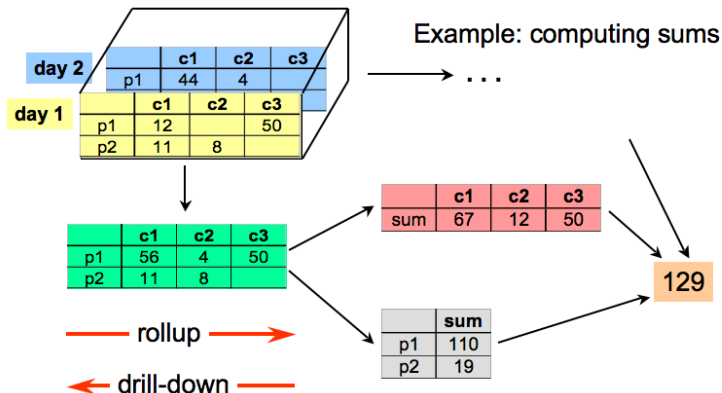 Example: computing sums
day 2
c1 c2 c3
p1 44 4
. . .
day 1
c1 c2 c3
p1 12 50
p2 11 8
c1 c2 c3
sum 67 12 50
c1 c2 c3
p1 56 4 50
p2 11 8
129
sum
p1 110
p2 19
rollup
drill-down